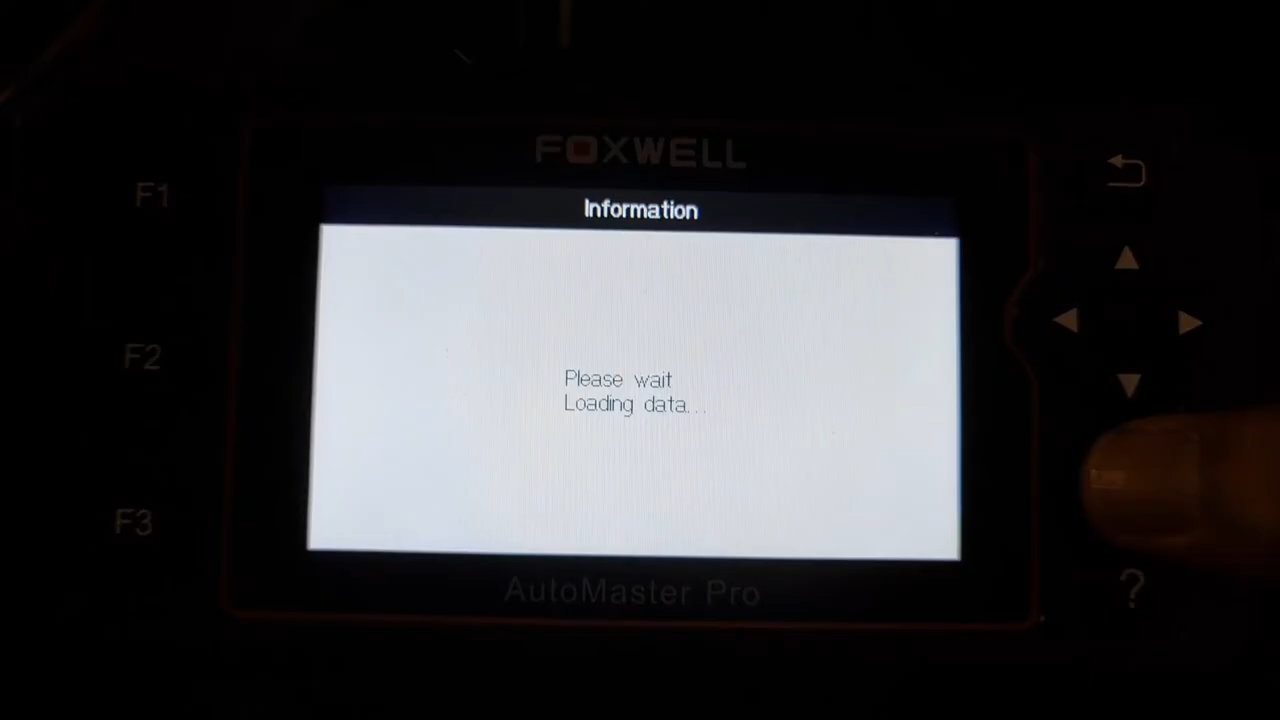 FOXWELL
Information
F1
F2
F3
Please wait
Loading data...
AutoMaster Pro
?